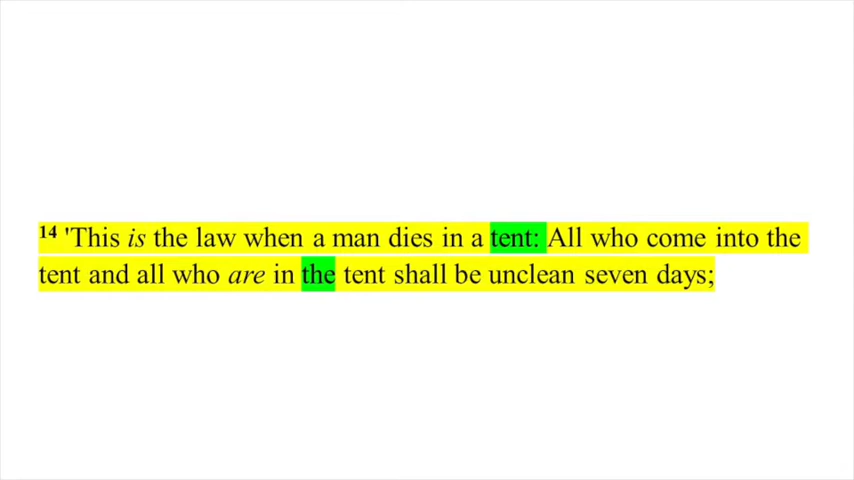 14 'This is the law when a man dies in a tent: All who come into the
tent and all who are in the tent shall be unclean seven days;